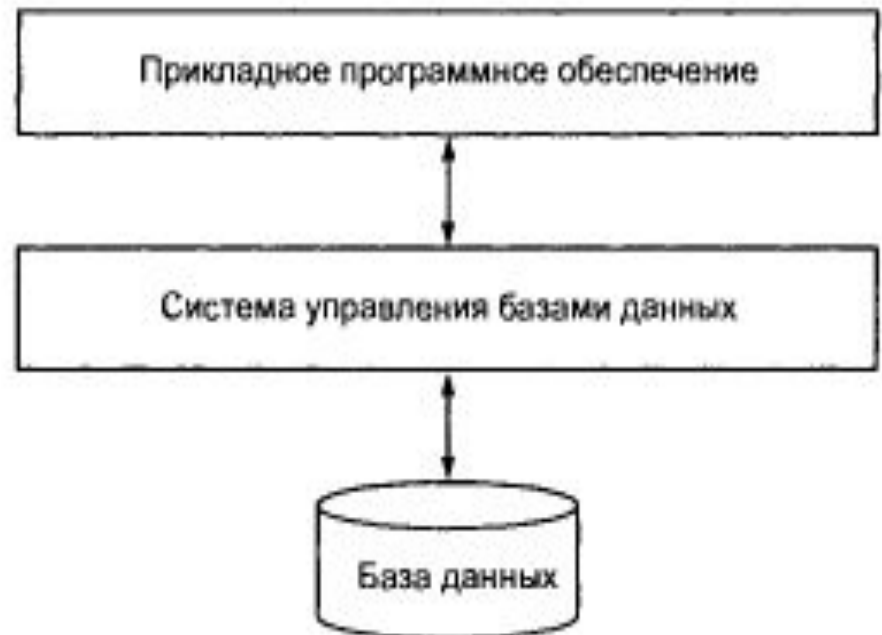 Прикладное программное обеспечение
Система управления базами данных
База данных